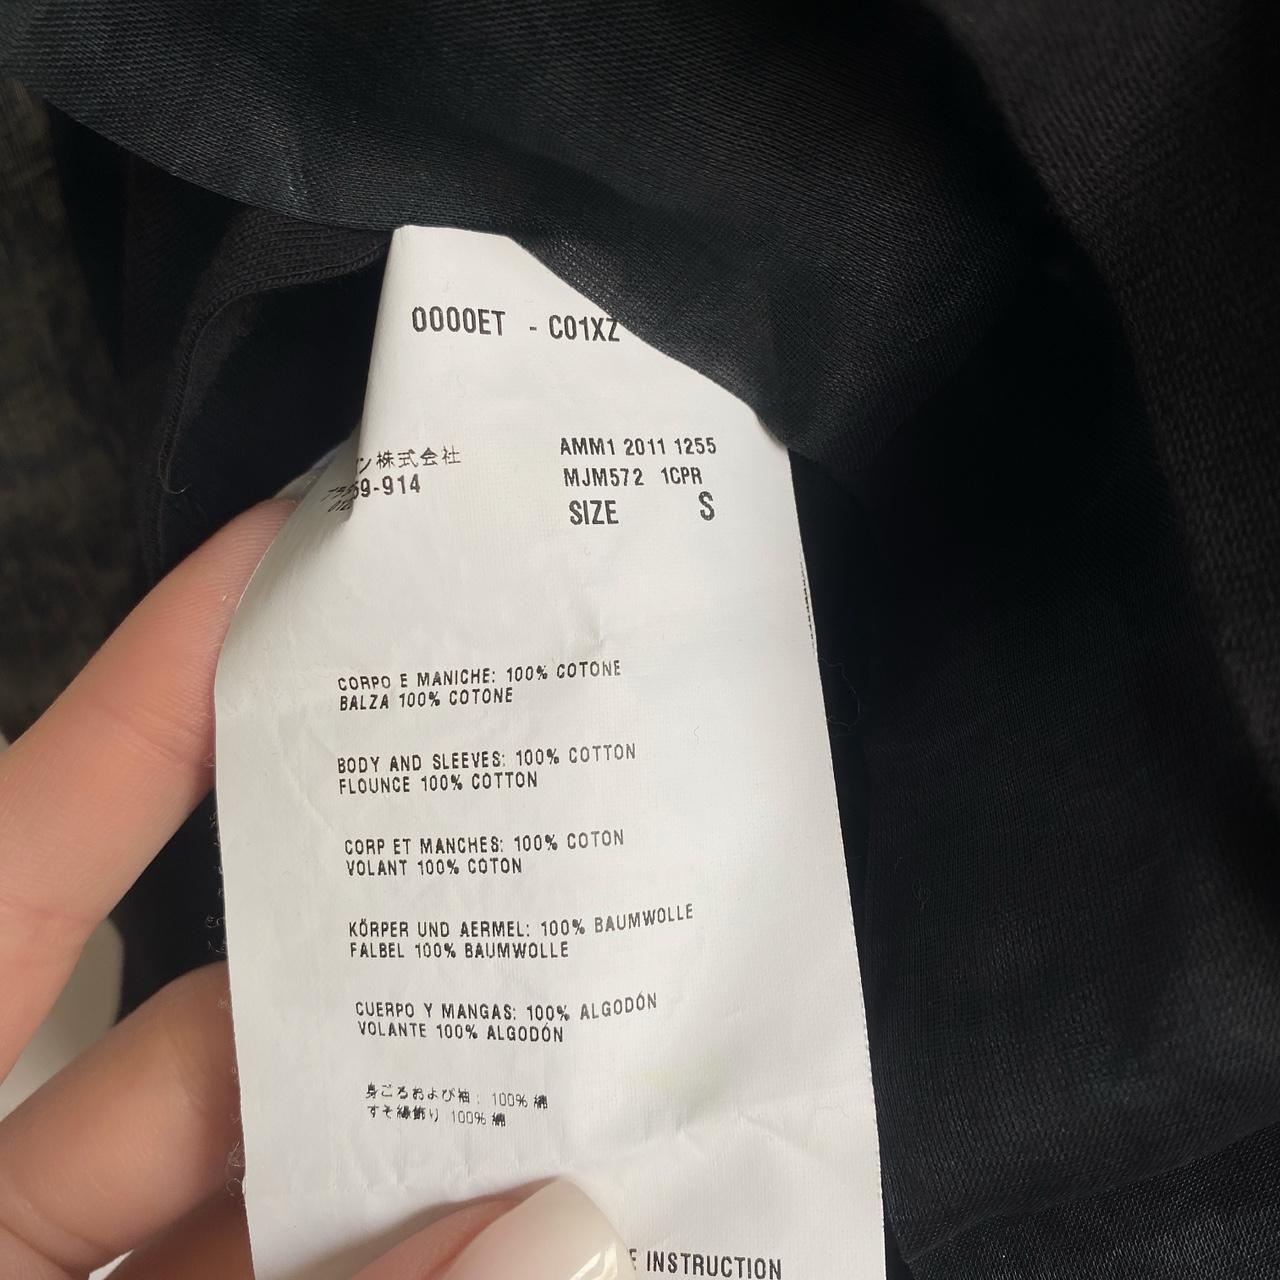 0000ET - C01XZ
ン株式会社
59-914
AMM1 2011 1255
MJM572 1CPR
SIZE S
CORPO E MANICHE: 100% COTONE
BALZA 100% COTONE
BODY AND SLEEVES: 100% COTTON
FLOUNCE 100% COTTON
CORP ET MANCHES: 100% COTON
VOLANT 100% COTON
KÖRPER UND AERMEL: 100% BAUMWOLLE
FALBEL 100% BAUMWOLLE
CUERPO Y MANGAS: 100% ALGODÓN
VOLANTE 100% ALGODÓN
身ごろおよび袖: 100% 綿
すそ縁飾り 100% 綿
E INSTRUCTION